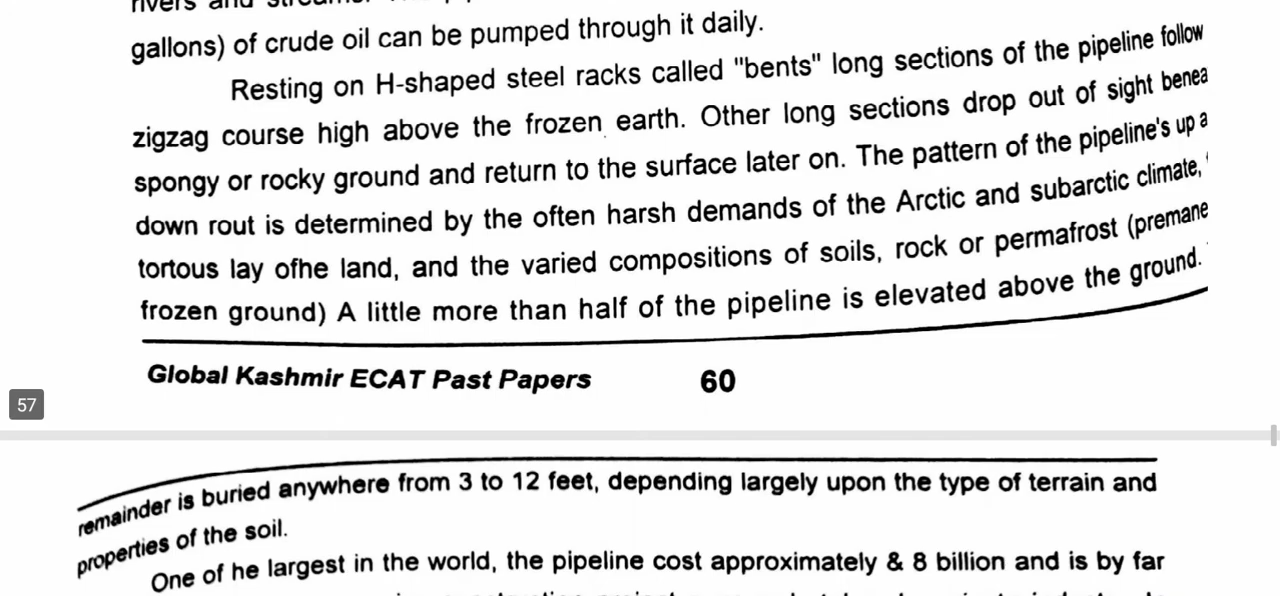 rivers and
gallons) of crude oil can be pumped through it daily.
Resting on H-shaped steel racks called "bents" long sections of the pipeline follow
zigzag course high above the frozen earth. Other long sections drop out of sight benea
spongy or rocky ground and return to the surface later on. The pattern of the pipeline's up a
down rout is determined by the often harsh demands of the Arctic and subarctic climate,
tortous lay ofhe land, and the varied compositions of soils, rock or permafrost (premane
frozen ground) A little more than half of the pipeline is elevated above the ground.
Global Kashmir ECAT Past Papers 60
57
remainder is buried anywhere from 3 to 12 feet, depending largely upon the type of terrain and
properties of the soil.
One of he largest in the world, the pipeline cost approximately & 8 billion and is by far